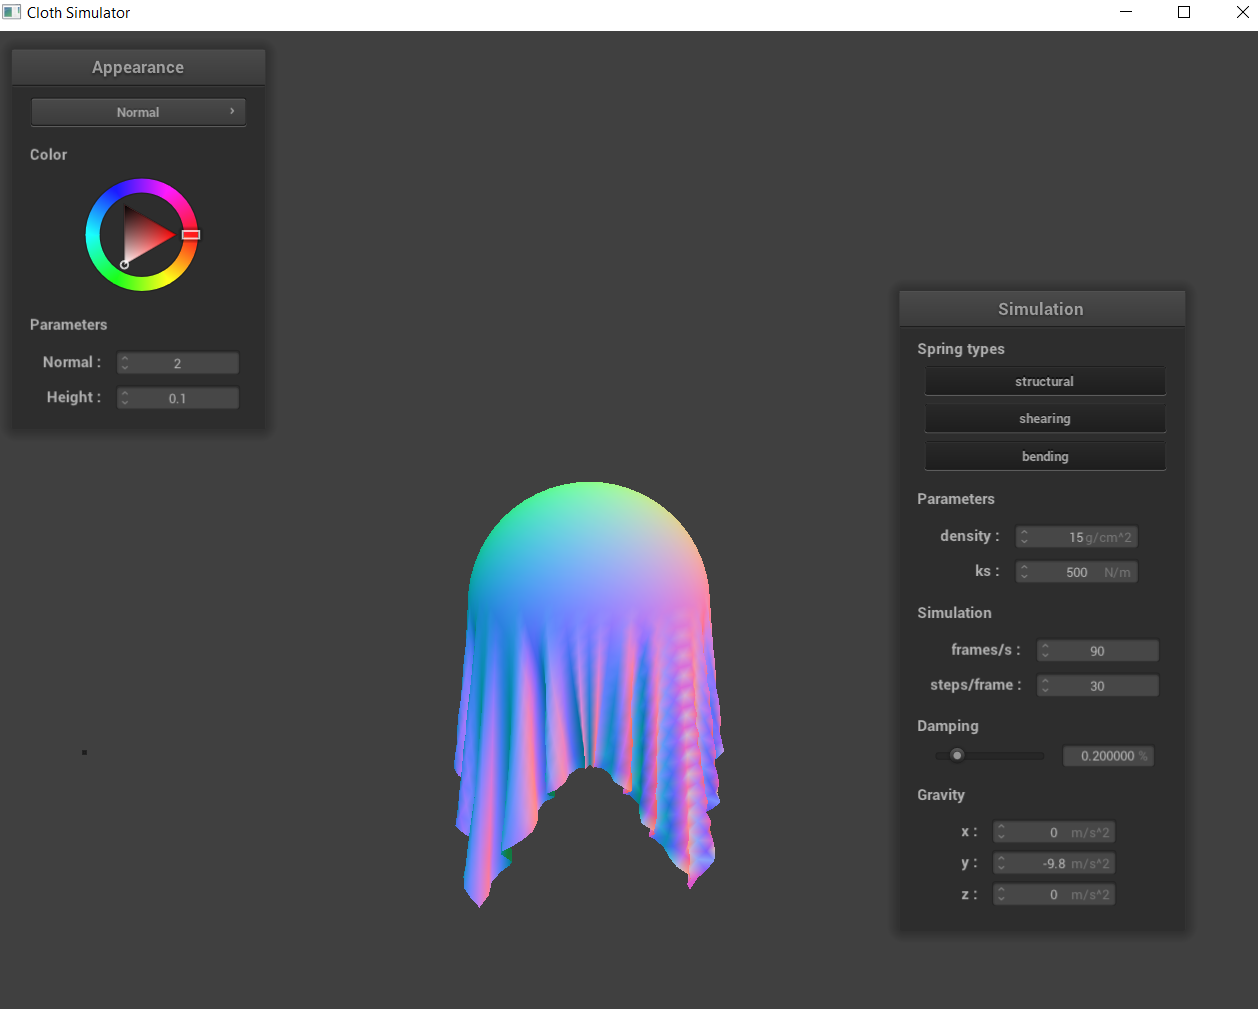 Cloth Simulator
Appearance
Normal
Color
Parameters
Normal : 2
Height : 0.1
Simulation
Spring types
structural
shearing
bending
Parameters
density : 15 g/cm^2
ks : 500 N/m
Simulation
frames/s : 90
steps/frame : 30
Damping
0.200000 %
Gravity
x : 0 m/s^2
y : -9.8 m/s^2
z : 0 m/s^2